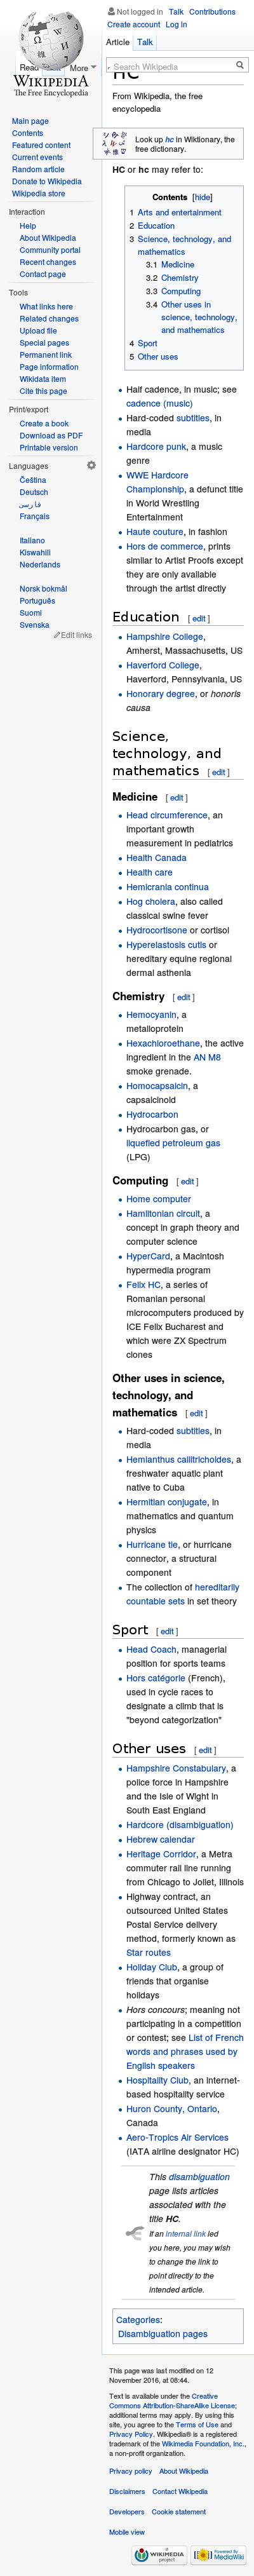 Not logged in Talk Contributions
Create account Log in
Article Talk
Read More
Search Wikipedia
WIKIPEDIA
The Free Encyclopedia
Main page
Contents
Featured content
Current events
Random article
Donate to Wikipedia
Wikipedia store
Interaction
Help
About Wikipedia
Community portal
Recent changes
Contact page
Tools
What links here
Related changes
Upload file
Special pages
Permanent link
Page information
Wikidata item
Cite this page
Print/export
Create a book
Download as PDF
Printable version
Languages
Čeština
Deutsch
فارسی
Français
Italiano
Kiswahili
Nederlands
Norsk bokmål
Português
Suomi
Svenska
Edit links
HC
From Wikipedia, the free
encyclopedia
Look up hc in Wiktionary, the
free dictionary.
HC or hc may refer to:
Contents [hide]
1 Arts and entertainment
2 Education
3 Science, technology, and
mathematics
3.1 Medicine
3.2 Chemistry
3.3 Computing
3.4 Other uses in
science, technology,
and mathematics
4 Sport
5 Other uses
Half cadence, in music; see
cadence (music)
Hard-coded subtitles, in
media
Hardcore punk, a music
genre
WWE Hardcore
Championship, a defunct title
in World Wrestling
Entertainment
Haute couture, in fashion
Hors de commerce, prints
similar to Artist Proofs except
they are only available
through the artist directly
Education [ edit ]
Hampshire College,
Amherst, Massachusetts, US
Haverford College,
Haverford, Pennsylvania, US
Honorary degree, or honoris
causa
Science,
technology, and
mathematics [ edit ]
Medicine [ edit ]
Head circumference, an
important growth
measurement in pediatrics
Health Canada
Health care
Hemicrania continua
Hog cholera, also called
classical swine fever
Hydrocortisone or cortisol
Hyperelastosis cutis or
hereditary equine regional
dermal asthenia
Chemistry [ edit ]
Hemocyanin, a
metalloprotein
Hexachloroethane, the active
ingredient in the AN M8
smoke grenade.
Homocapsaicin, a
capsaicinoid
Hydrocarbon
Hydrocarbon gas, or
liquefied petroleum gas
(LPG)
Computing [ edit ]
Home computer
Hamiltonian circuit, a
concept in graph theory and
computer science
HyperCard, a Macintosh
hypermedia program
Felix HC, a series of
Romanian personal
microcomputers produced by
ICE Felix Bucharest and
which were ZX Spectrum
clones
Other uses in science,
technology, and
mathematics [ edit ]
Hard-coded subtitles, in
media
Hemianthus callitrichoides, a
freshwater aquatic plant
native to Cuba
Hermitian conjugate, in
mathematics and quantum
physics
Hurricane tie, or hurricane
connector, a structural
component
The collection of hereditarily
countable sets in set theory
Sport [ edit ]
Head Coach, managerial
position for sports teams
Hors catégorie (French),
used in cycle races to
designate a climb that is
"beyond categorization"
Other uses [ edit ]
Hampshire Constabulary, a
police force in Hampshire
and the Isle of Wight in
South East England
Hardcore (disambiguation)
Hebrew calendar
Heritage Corridor, a Metra
commuter rail line running
from Chicago to Joliet, Illinois
Highway contract, an
outsourced United States
Postal Service delivery
method, formerly known as
Star routes
Holiday Club, a group of
friends that organise
holidays
Hors concours; meaning not
participating in a competition
or contest; see List of French
words and phrases used by
English speakers
Hospitality Club, an internet-
based hospitality service
Huron County, Ontario,
Canada
Aero-Tropics Air Services
(IATA airline designator HC)
This disambiguation
page lists articles
associated with the
title HC.
If an internal link led
you here, you may wish
to change the link to
point directly to the
intended article.
Categories:
Disambiguation pages
This page was last modified on 12
November 2016, at 08:44.
Text is available under the Creative
Commons Attribution-ShareAlike License;
additional terms may apply. By using this
site, you agree to the Terms of Use and
Privacy Policy. Wikipedia® is a registered
trademark of the Wikimedia Foundation, Inc.,
a non-profit organization.
Privacy policy About Wikipedia
Disclaimers Contact Wikipedia
Developers Cookie statement
Mobile view
WIKIMEDIA
project
Powered By
MediaWiki